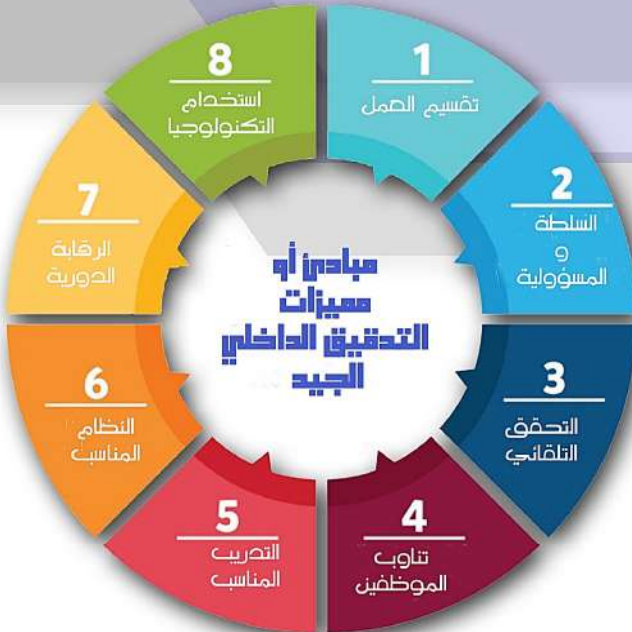 مبادئ أو
مميزات
التدقيق الداخلي
الجيد
1
تقسيم العمل
2
السلطة
و
المسؤولية
3
التحقق
التلقائي
4
تناوب
الموظفين
5
التدريب
المناسب
6
النظام
المناسب
7
الرقابة
الدورية
8
استخدام
التكنولوجيا